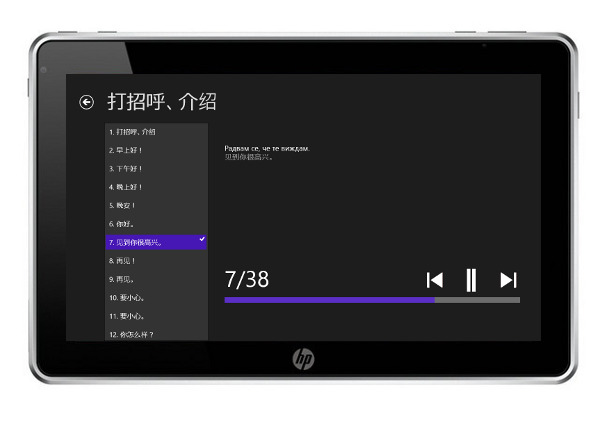 打招呼、介绍
1. 打招呼、介绍
2. 早上好！
3. 下午好！
4. 晚上好！
5. 晚安！
6. 你好。
7. 见到你很高兴。
8. 再见！
9. 再见。
10. 要小心。
11. 要小心。
12. 你怎么样？
Радвам се, че те виждам.
见到你很高兴。
7/38
hp